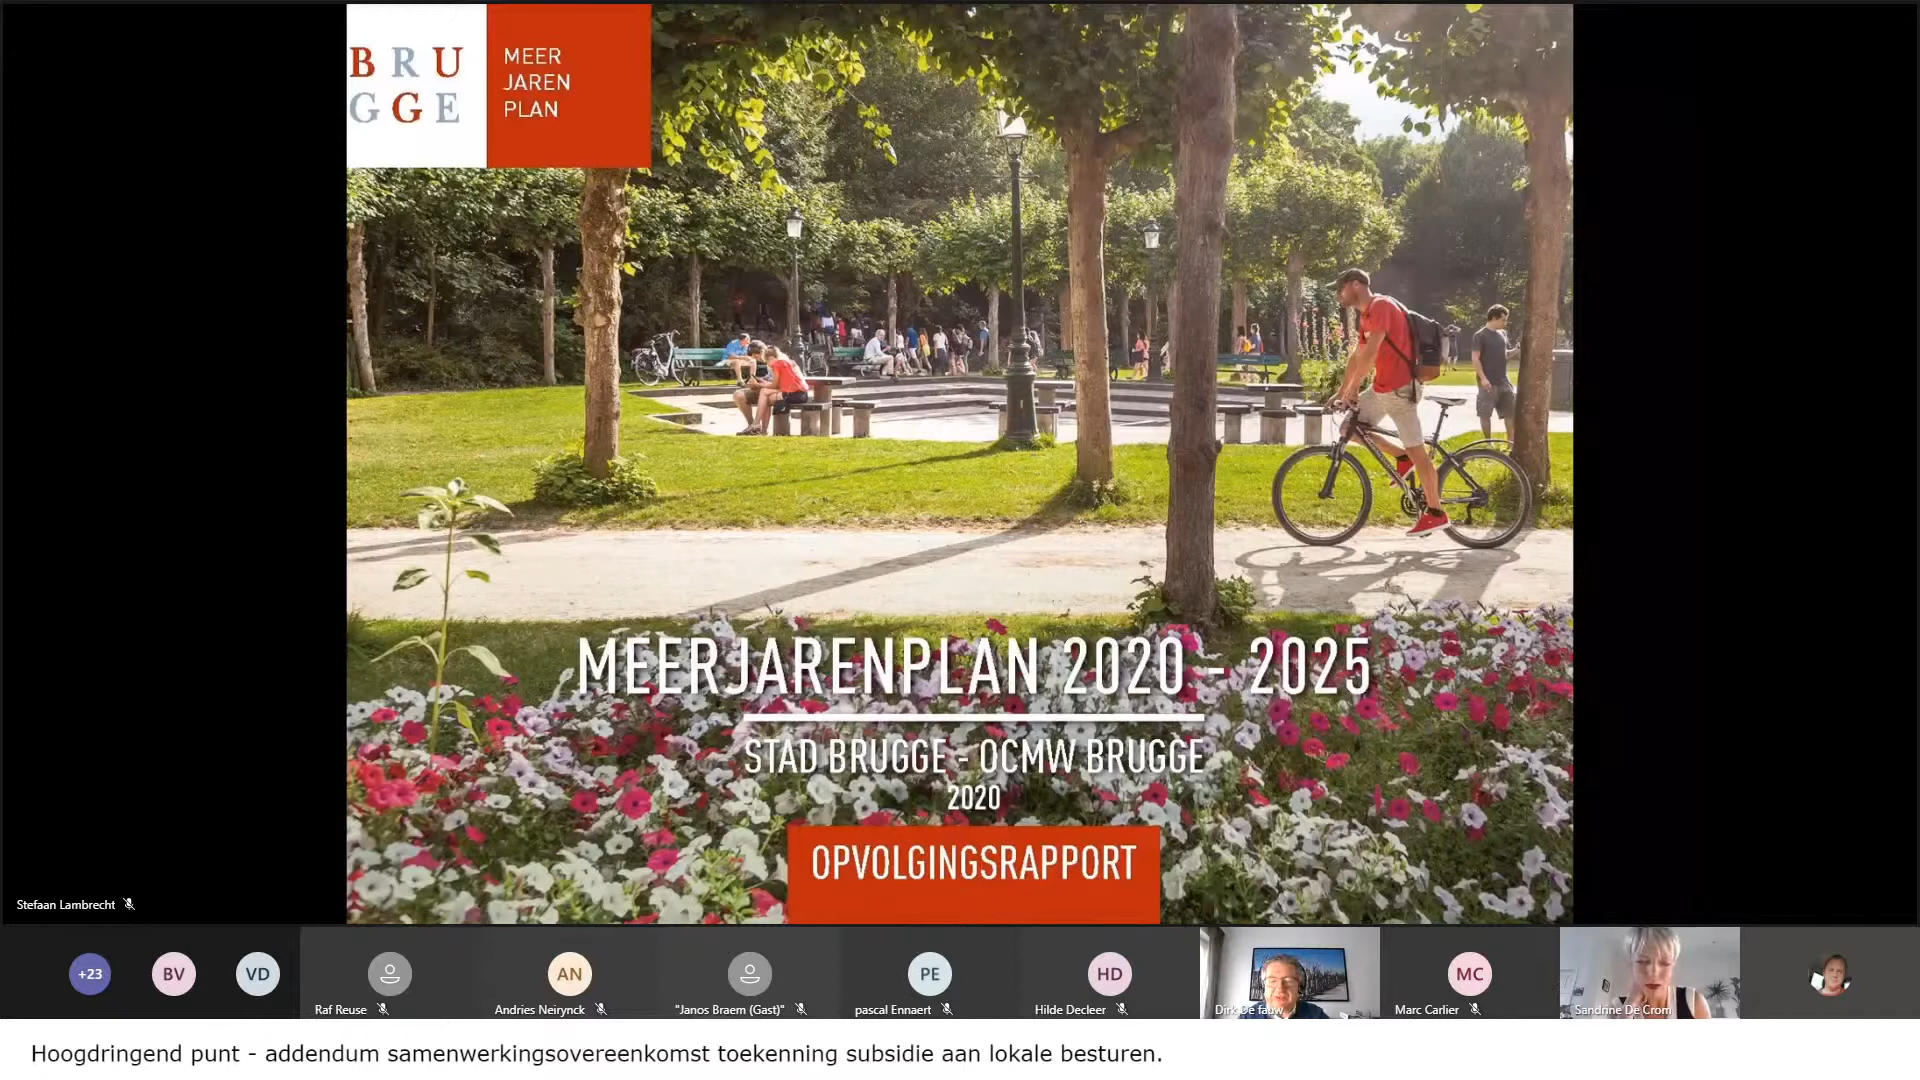 BRU
GGE
MEER
JAREN
PLAN
MEERJARENPLAN 2020 - 2025
STAD BRUGGE - OCMW BRUGGE
2020
OPVOLGINGSRAPPORT
Stefaan Lambrecht
+23
BV
VD
Raf Reuse
AN
Andries Neirynck
"Janos Braem (Gast)"
PE
pascal Ennaert
HD
Hilde Decleer
Dirk De fauw
MC
Marc Carlier
Sandrine De Crom
Hoogdringend punt - addendum samenwerkingsovereenkomst toekenning subsidie aan lokale besturen.